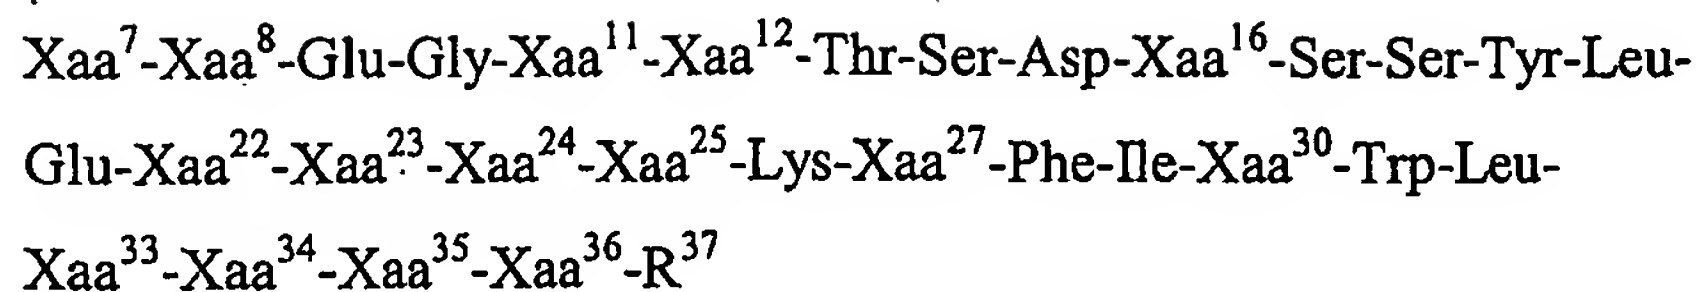 Xaa⁷-Xaa⁸-Glu-Gly-Xaa¹¹-Xaa¹²-Thr-Ser-Asp-Xaa¹⁶-Ser-Ser-Tyr-Leu-
Glu-Xaa²²-Xaa²³-Xaa²⁴-Xaa²⁵-Lys-Xaa²⁷-Phe-Ile-Xaa³⁰-Trp-Leu-
Xaa³³-Xaa³⁴-Xaa³⁵-Xaa³⁶-R³⁷